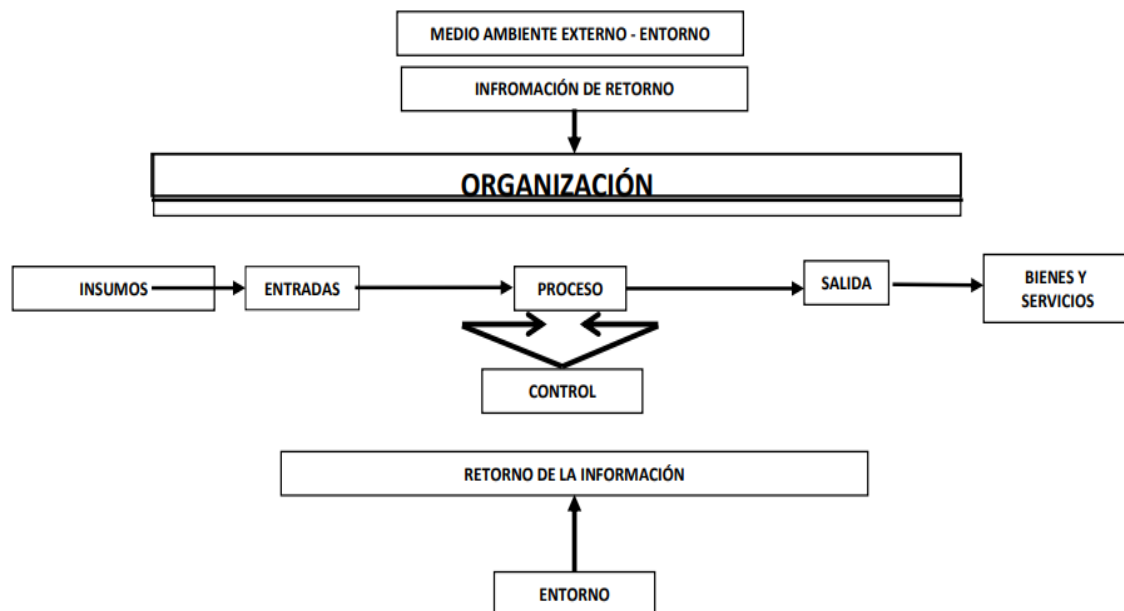 MEDIO AMBIENTE EXTERNO - ENTORNO
INFROMACIÓN DE RETORNO
ORGANIZACIÓN
INSUMOS
ENTRADAS
PROCESO
SALIDA
BIENES Y
SERVICIOS
CONTROL
RETORNO DE LA INFORMACIÓN
ENTORNO